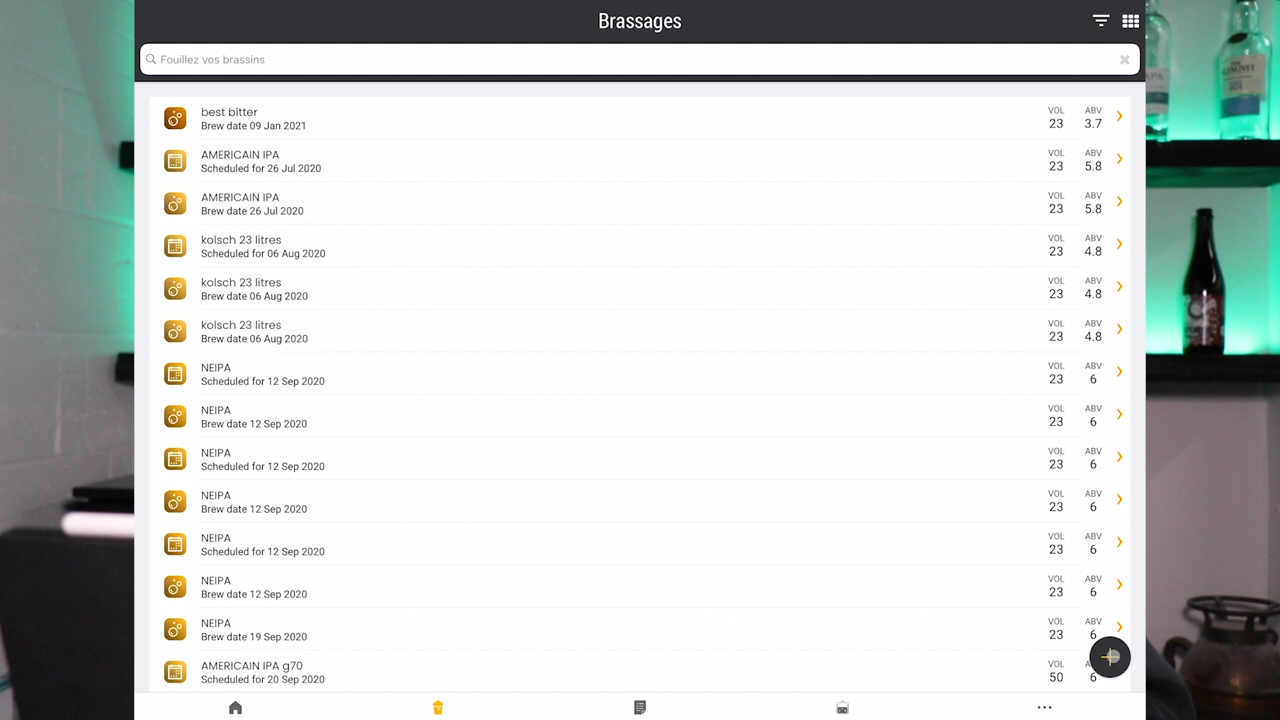 Brassages
Fouillez vos brassins
best bitter
Brew date 09 Jan 2021
VOL 23 ABV 3.7
AMERICAIN IPA
Scheduled for 26 Jul 2020
VOL 23 ABV 5.8
AMERICAIN IPA
Brew date 26 Jul 2020
VOL 23 ABV 5.8
kolsch 23 litres
Scheduled for 06 Aug 2020
VOL 23 ABV 4.8
kolsch 23 litres
Brew date 06 Aug 2020
VOL 23 ABV 4.8
kolsch 23 litres
Brew date 06 Aug 2020
VOL 23 ABV 4.8
NEIPA
Scheduled for 12 Sep 2020
VOL 23 ABV 6
NEIPA
Brew date 12 Sep 2020
VOL 23 ABV 6
NEIPA
Scheduled for 12 Sep 2020
VOL 23 ABV 6
NEIPA
Brew date 12 Sep 2020
VOL 23 ABV 6
NEIPA
Scheduled for 12 Sep 2020
VOL 23 ABV 6
NEIPA
Brew date 12 Sep 2020
VOL 23 ABV 6
NEIPA
Brew date 19 Sep 2020
VOL 23 ABV 6
AMERICAIN IPA g70
Scheduled for 20 Sep 2020
VOL 50 6